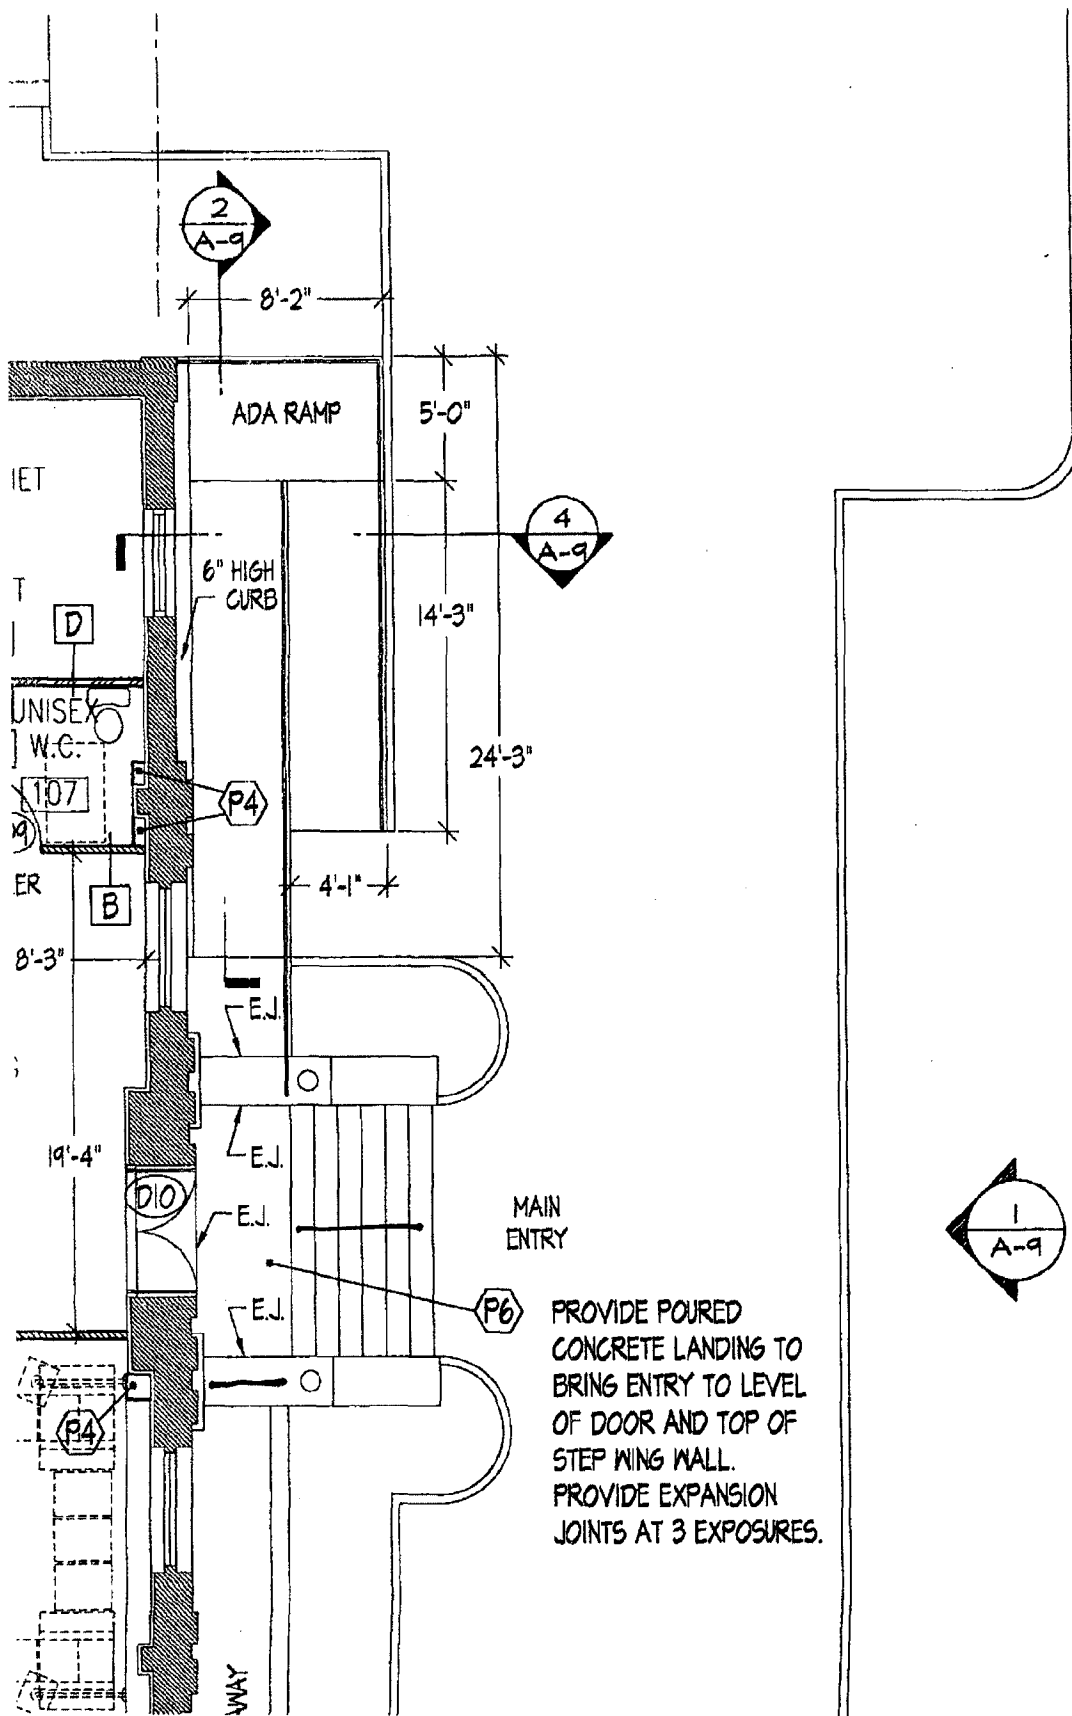 2
A-9
8'-2"
ADA RAMP
5'-0"
4
A-9
6" HIGH
CURB
14'-3"
D
UNISEX
W.C.
107
P4
24'-3"
ER
B
4'-1"
8'-3"
E.J.
E.J.
19'-4"
D10
E.J.
MAIN
ENTRY
1
A-9
E.J.
P6
PROVIDE POURED
CONCRETE LANDING TO
BRING ENTRY TO LEVEL
OF DOOR AND TOP OF
STEP WING WALL.
PROVIDE EXPANSION
JOINTS AT 3 EXPOSURES.
P4
WAY